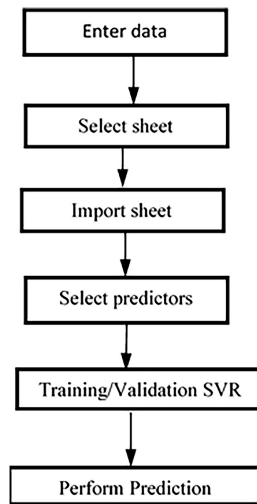 Enter data
Select sheet
Import sheet
Select predictors
Training/Validation SVR
Perform Prediction